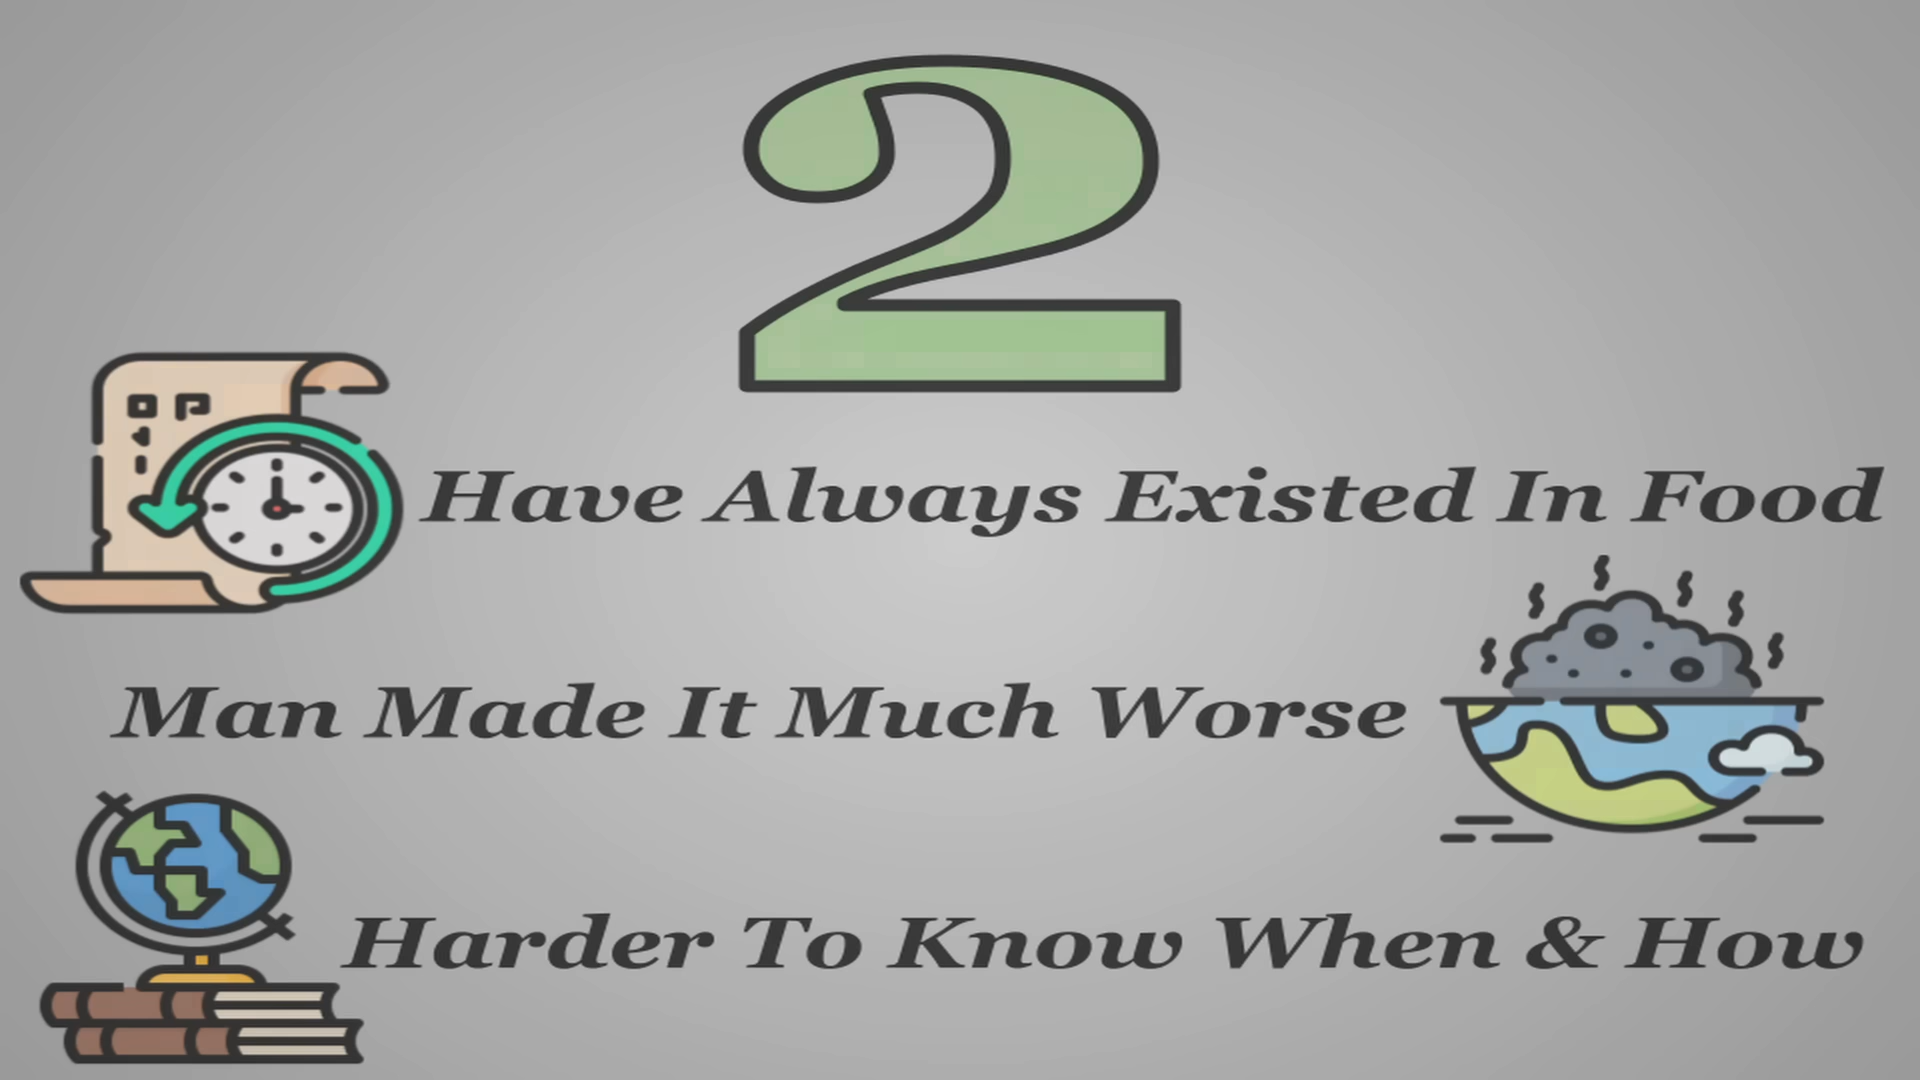 2
Have Always Existed In Food
Man Made It Much Worse
Harder To Know When & How